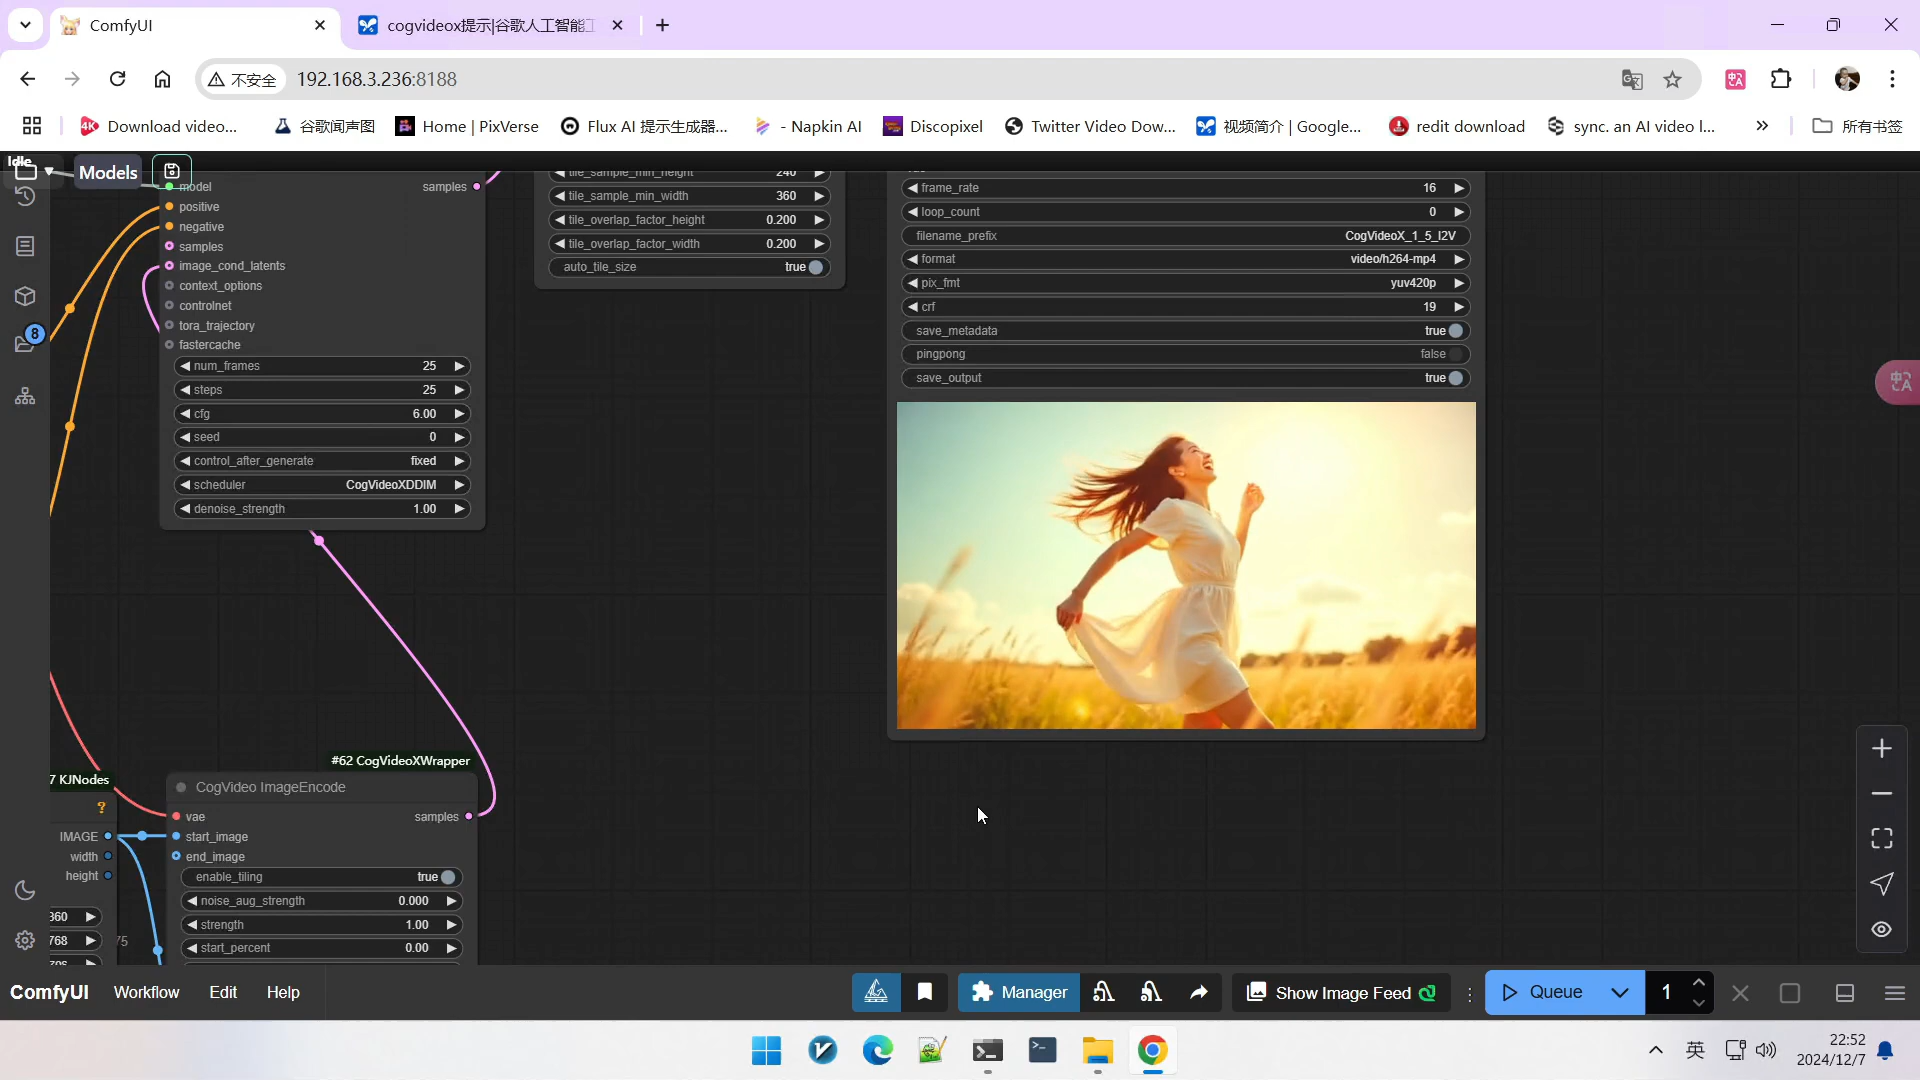 ComfyUI
cogvideox提示|谷歌人工智能
不安全
192.168.3.236:8188
Download video...
谷歌闻声图
Home | PixVerse
Flux AI 提示生成器...
- Napkin AI
Discopixel
Twitter Video Dow...
视频简介 | Google...
redit download
sync. an AI video l...
所有书签
Idle
Models
8
model
samples
positive
negative
samples
image_cond_latents
context_options
controlnet
tora_trajectory
fastercache
num_frames 25
steps 25
cfg 6.00
seed 0
control_after_generate fixed
scheduler CogVideoXDDIM
denoise_strength 1.00
tile_sample_min_height 240
tile_sample_min_width 360
tile_overlap_factor_height 0.200
tile_overlap_factor_width 0.200
auto_tile_size true
frame_rate 16
loop_count 0
filename_prefix CogVideoX_1_5_I2V
format video/h264-mp4
pix_fmt yuv420p
crf 19
save_metadata true
pingpong false
save_output true
#62 CogVideoXWrapper
7 KJNodes
?
IMAGE
width
height
360
768
75
CogVideo ImageEncode
vae
samples
start_image
end_image
enable_tiling true
noise_aug_strength 0.000
strength 1.00
start_percent 0.00
ComfyUI
Workflow
Edit
Help
Manager
Show Image Feed
Queue
1
英
22:52
2024/12/7